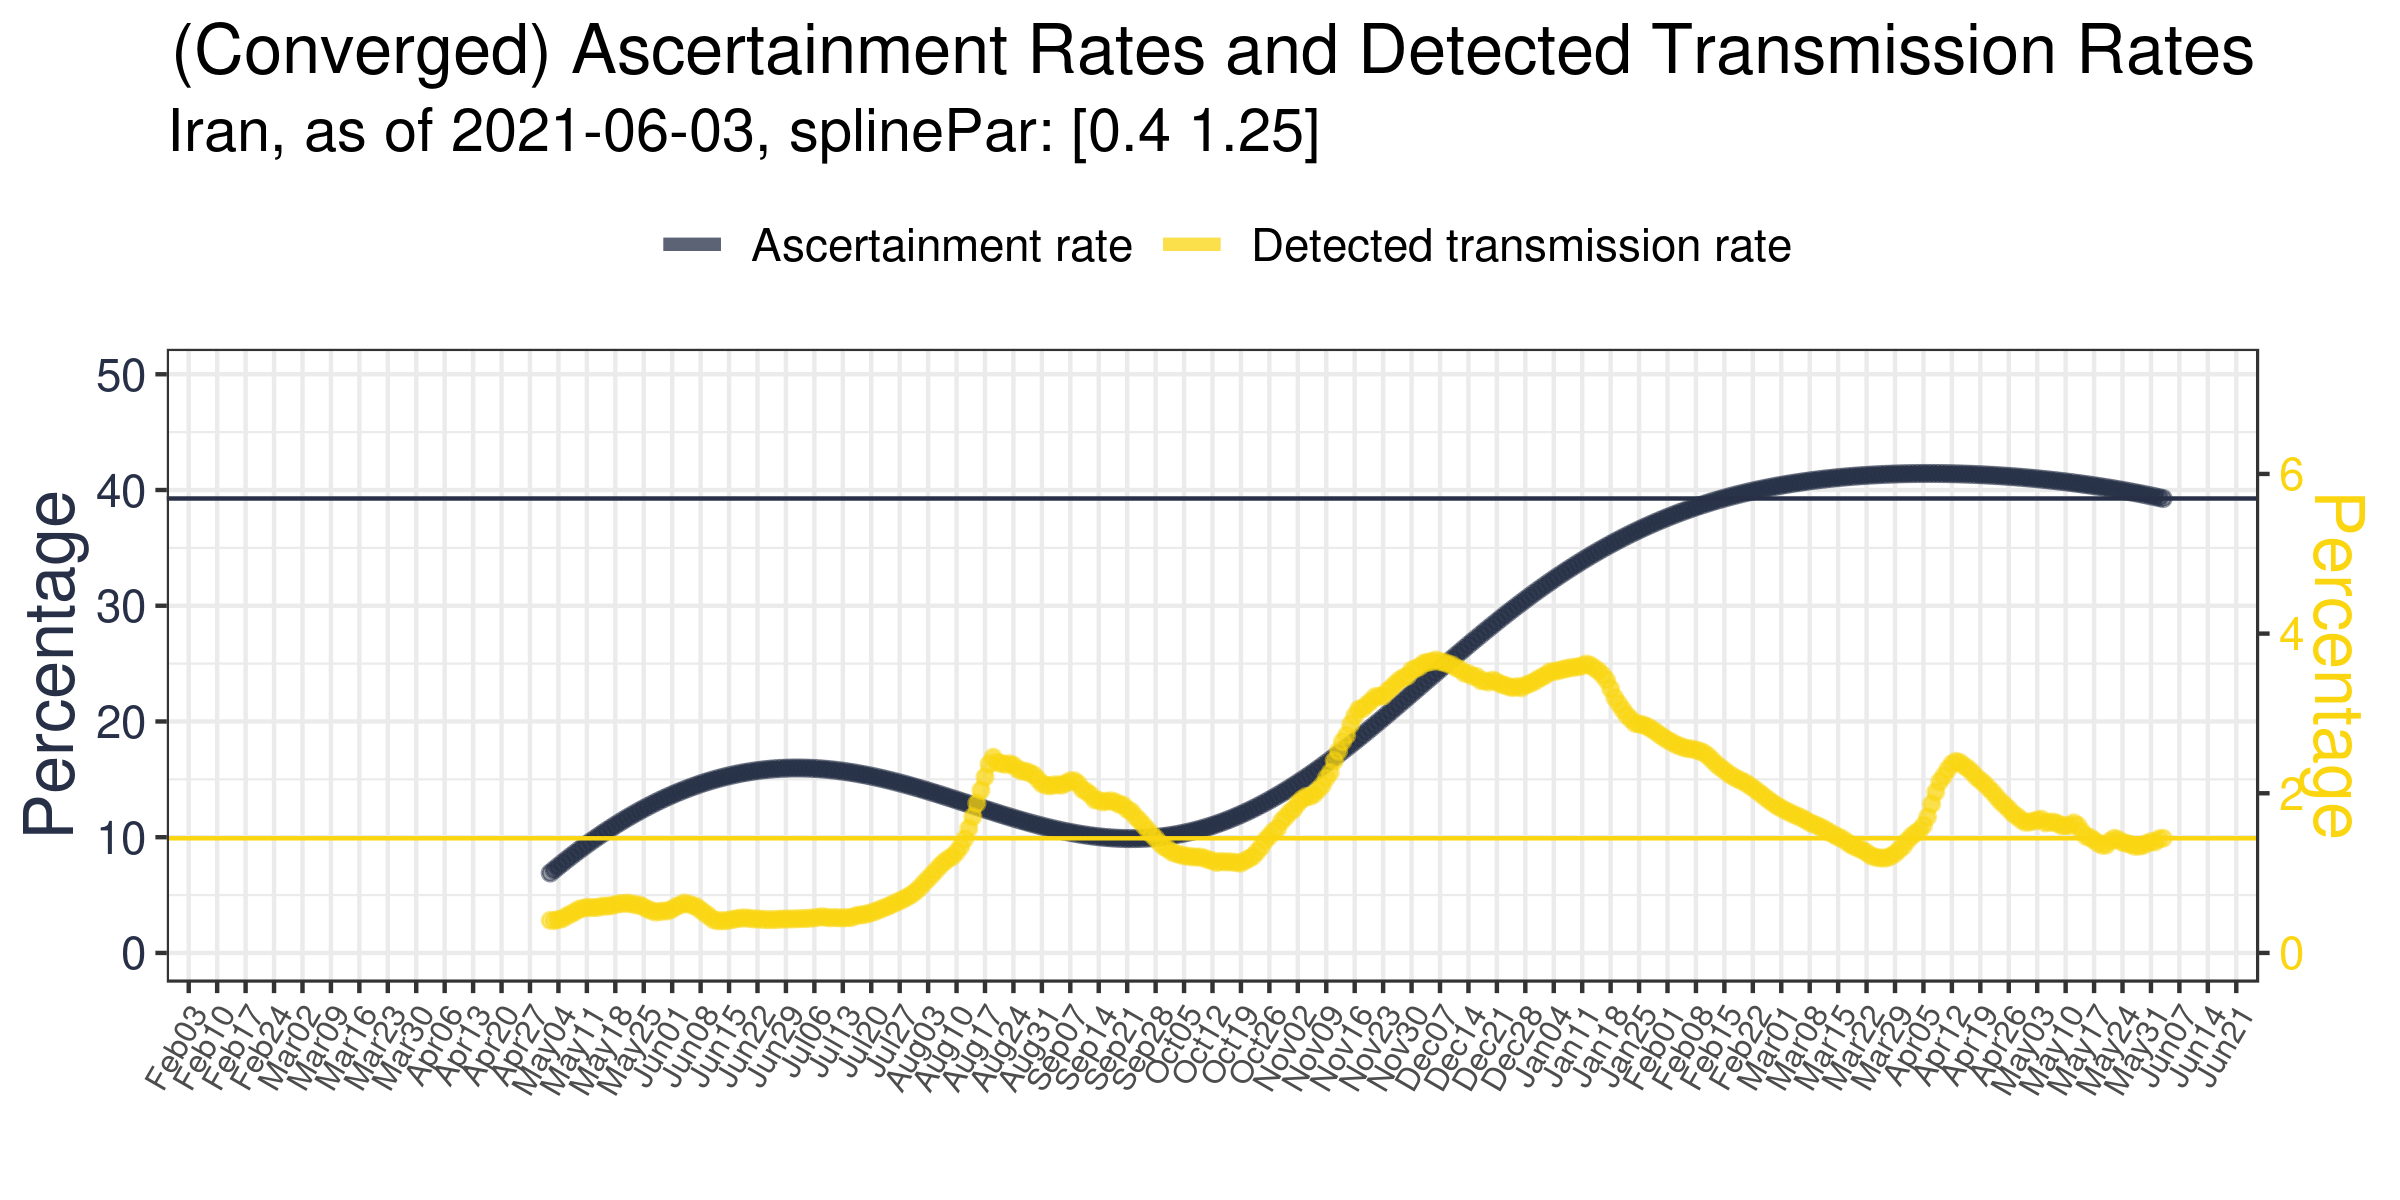 (Converged) Ascertainment Rates and Detected Transmission Rates
Iran, as of 2021-06-03, splinePar: [0.4 1.25]
Ascertainment rate
Detected transmission rate
Percentage
50
40
30
20
10
0
6
4
2
0
Percentage
Feb03
Feb10
Feb17
Feb24
Mar02
Mar09
Mar16
Mar23
Mar30
Apr06
Apr13
Apr20
Apr27
May04
May11
May18
May25
Jun01
Jun08
Jun15
Jun22
Jun29
Jul06
Jul13
Jul20
Jul27
Aug03
Aug10
Aug17
Aug24
Aug31
Sep07
Sep14
Sep21
Sep28
Oct05
Oct12
Oct19
Oct26
Nov02
Nov09
Nov16
Nov23
Nov30
Dec07
Dec14
Dec21
Dec28
Jan04
Jan11
Jan18
Jan25
Feb01
Feb08
Feb15
Feb22
Mar01
Mar08
Mar15
Mar22
Mar29
Apr05
Apr12
Apr19
Apr26
May03
May10
May17
May24
May31
Jun07
Jun14
Jun21